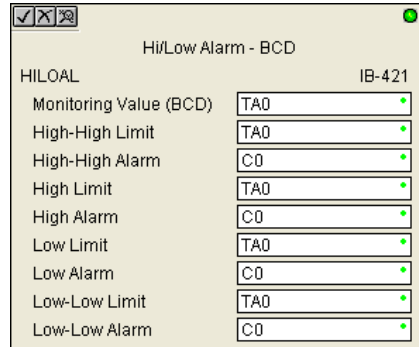 Hi/Low Alarm - BCD
HILOAL IB-421
Monitoring Value (BCD) TA0
High-High Limit TA0
High-High Alarm C0
High Limit TA0
High Alarm C0
Low Limit TA0
Low Alarm C0
Low-Low Limit TA0
Low-Low Alarm C0